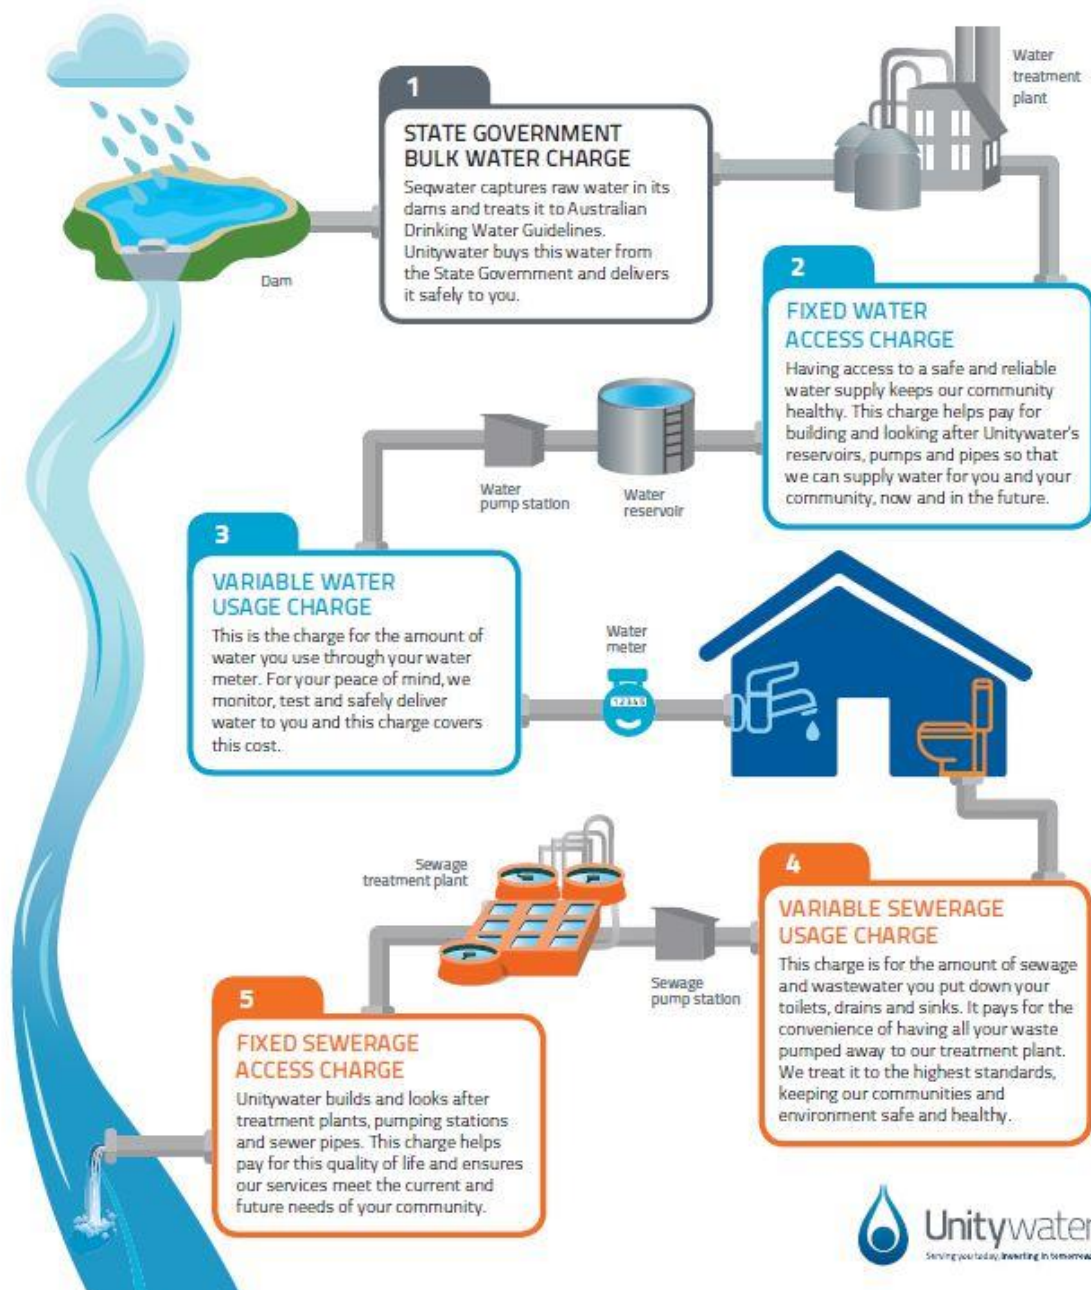 Water
treatment
plant
1
STATE GOVERNMENT
BULK WATER CHARGE
Seqwater captures raw water in its
dams and treats it to Australian
Drinking Water Guidelines.
Unitywater buys this water from
the State Government and delivers
it safely to you.
Dam
2
FIXED WATER
ACCESS CHARGE
Having access to a safe and reliable
water supply keeps our community
healthy. This charge helps pay for
building and looking after Unitywater's
reservoirs, pumps and pipes so that
we can supply water for you and your
community, now and in the future.
Water
pump station
Water
reservoir
3
VARIABLE WATER
USAGE CHARGE
This is the charge for the amount of
water you use through your water
meter. For your peace of mind, we
monitor, test and safely deliver
water to you and this charge covers
this cost.
Water
meter
12345
Sewage
treatment plant
Sewage
pump station
4
VARIABLE SEWERAGE
USAGE CHARGE
This charge is for the amount of sewage
and wastewater you put down your
toilets, drains and sinks. It pays for the
convenience of having all your waste
pumped away to our treatment plant.
We treat it to the highest standards,
keeping our communities and
environment safe and healthy.
5
FIXED SEWERAGE
ACCESS CHARGE
Unitywater builds and looks after
treatment plants, pumping stations
and sewer pipes. This charge helps
pay for this quality of life and ensures
our services meet the current and
future needs of your community.
Unitywater
Serving you today, investing in tomorrow